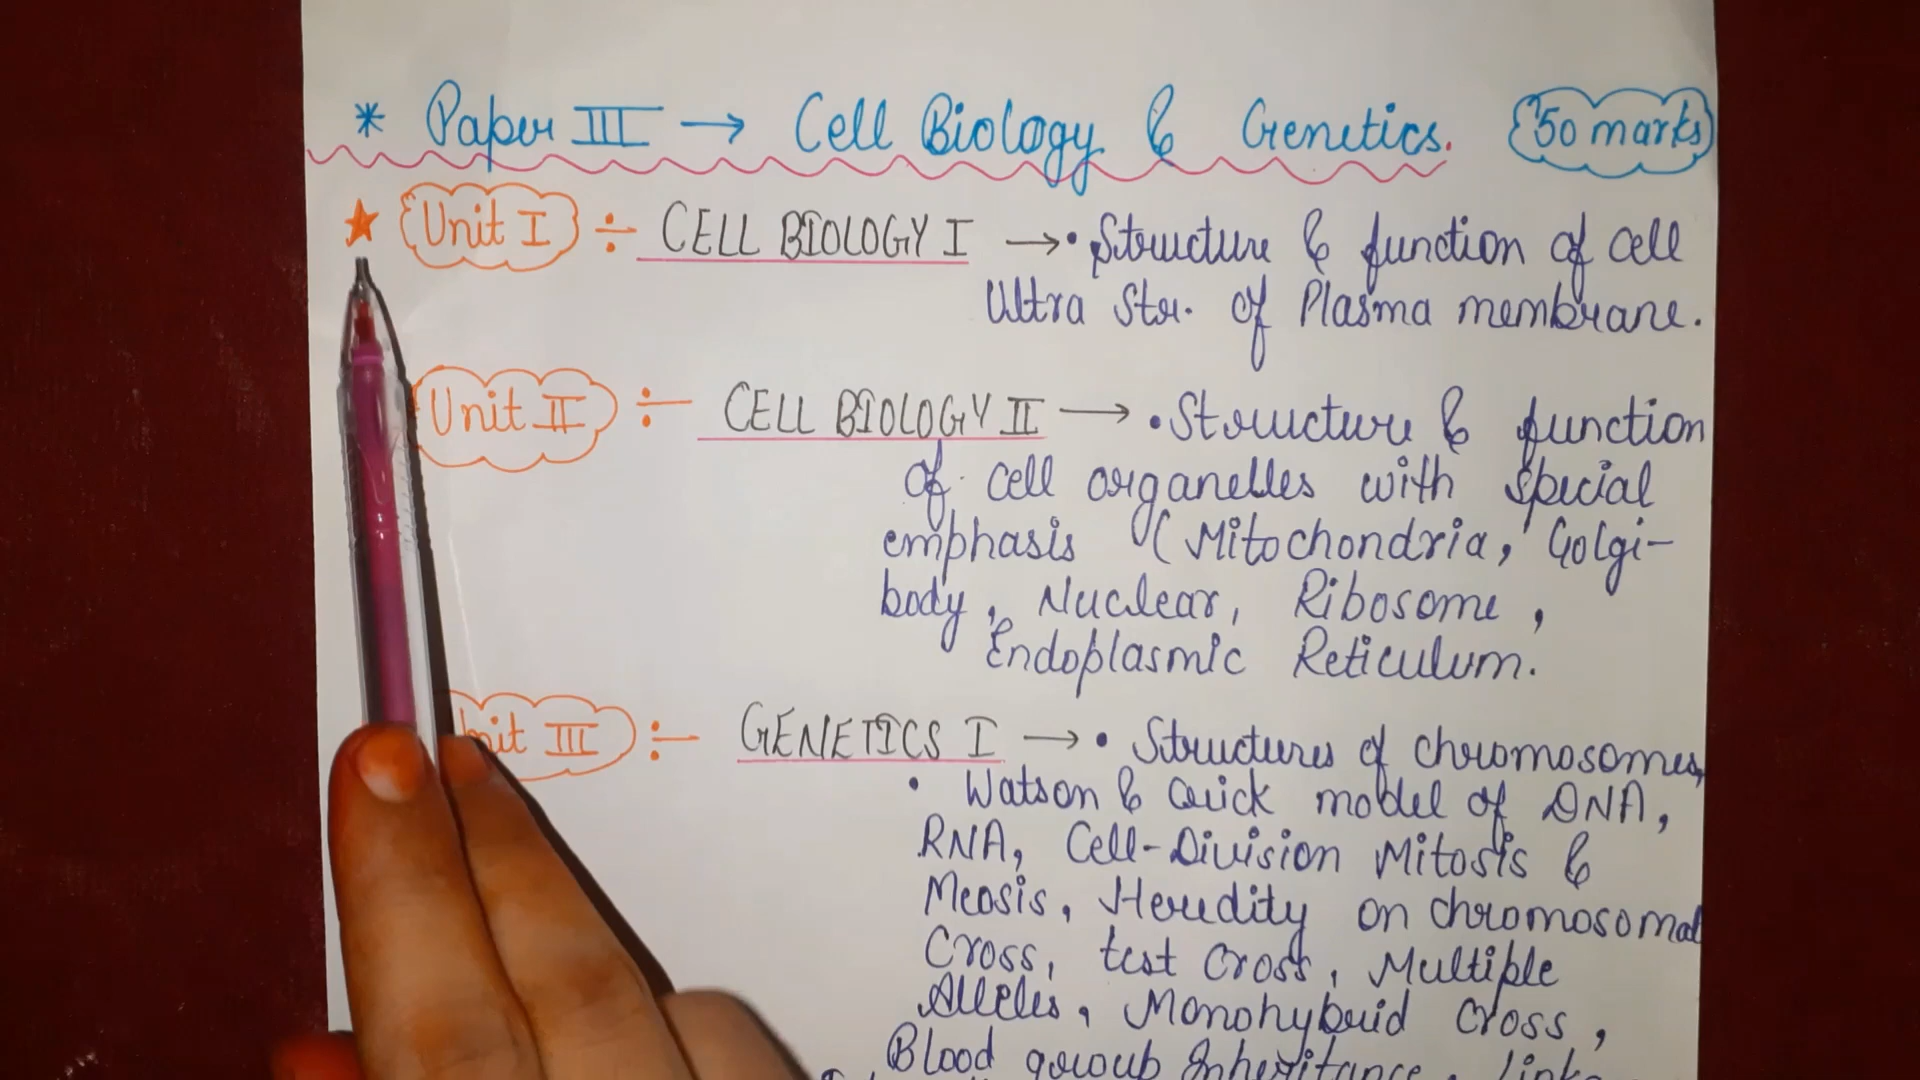 * Paper III → Cell Biology & Genetics. 50 marks
★ Unit I ÷ CELL BIOLOGY I → • Structure & function of cell
Ultra Str. of Plasma membrane.
Unit II :- CELL BIOLOGY II → • Structure & function
of cell organelles with special
emphasis (Mitochondria, Golgi-
body, Nuclear, Ribosome,
Endoplasmic Reticulum.
Unit III :- GENETICS I → • Structures of chromosomes,
• Watson & Crick model of DNA,
RNA, Cell-Division Mitosis &
Meosis, Heredity on chromosomal
Cross, test cross, Multiple
Alleles, Monohybrid cross,
Blood group Inheritance,